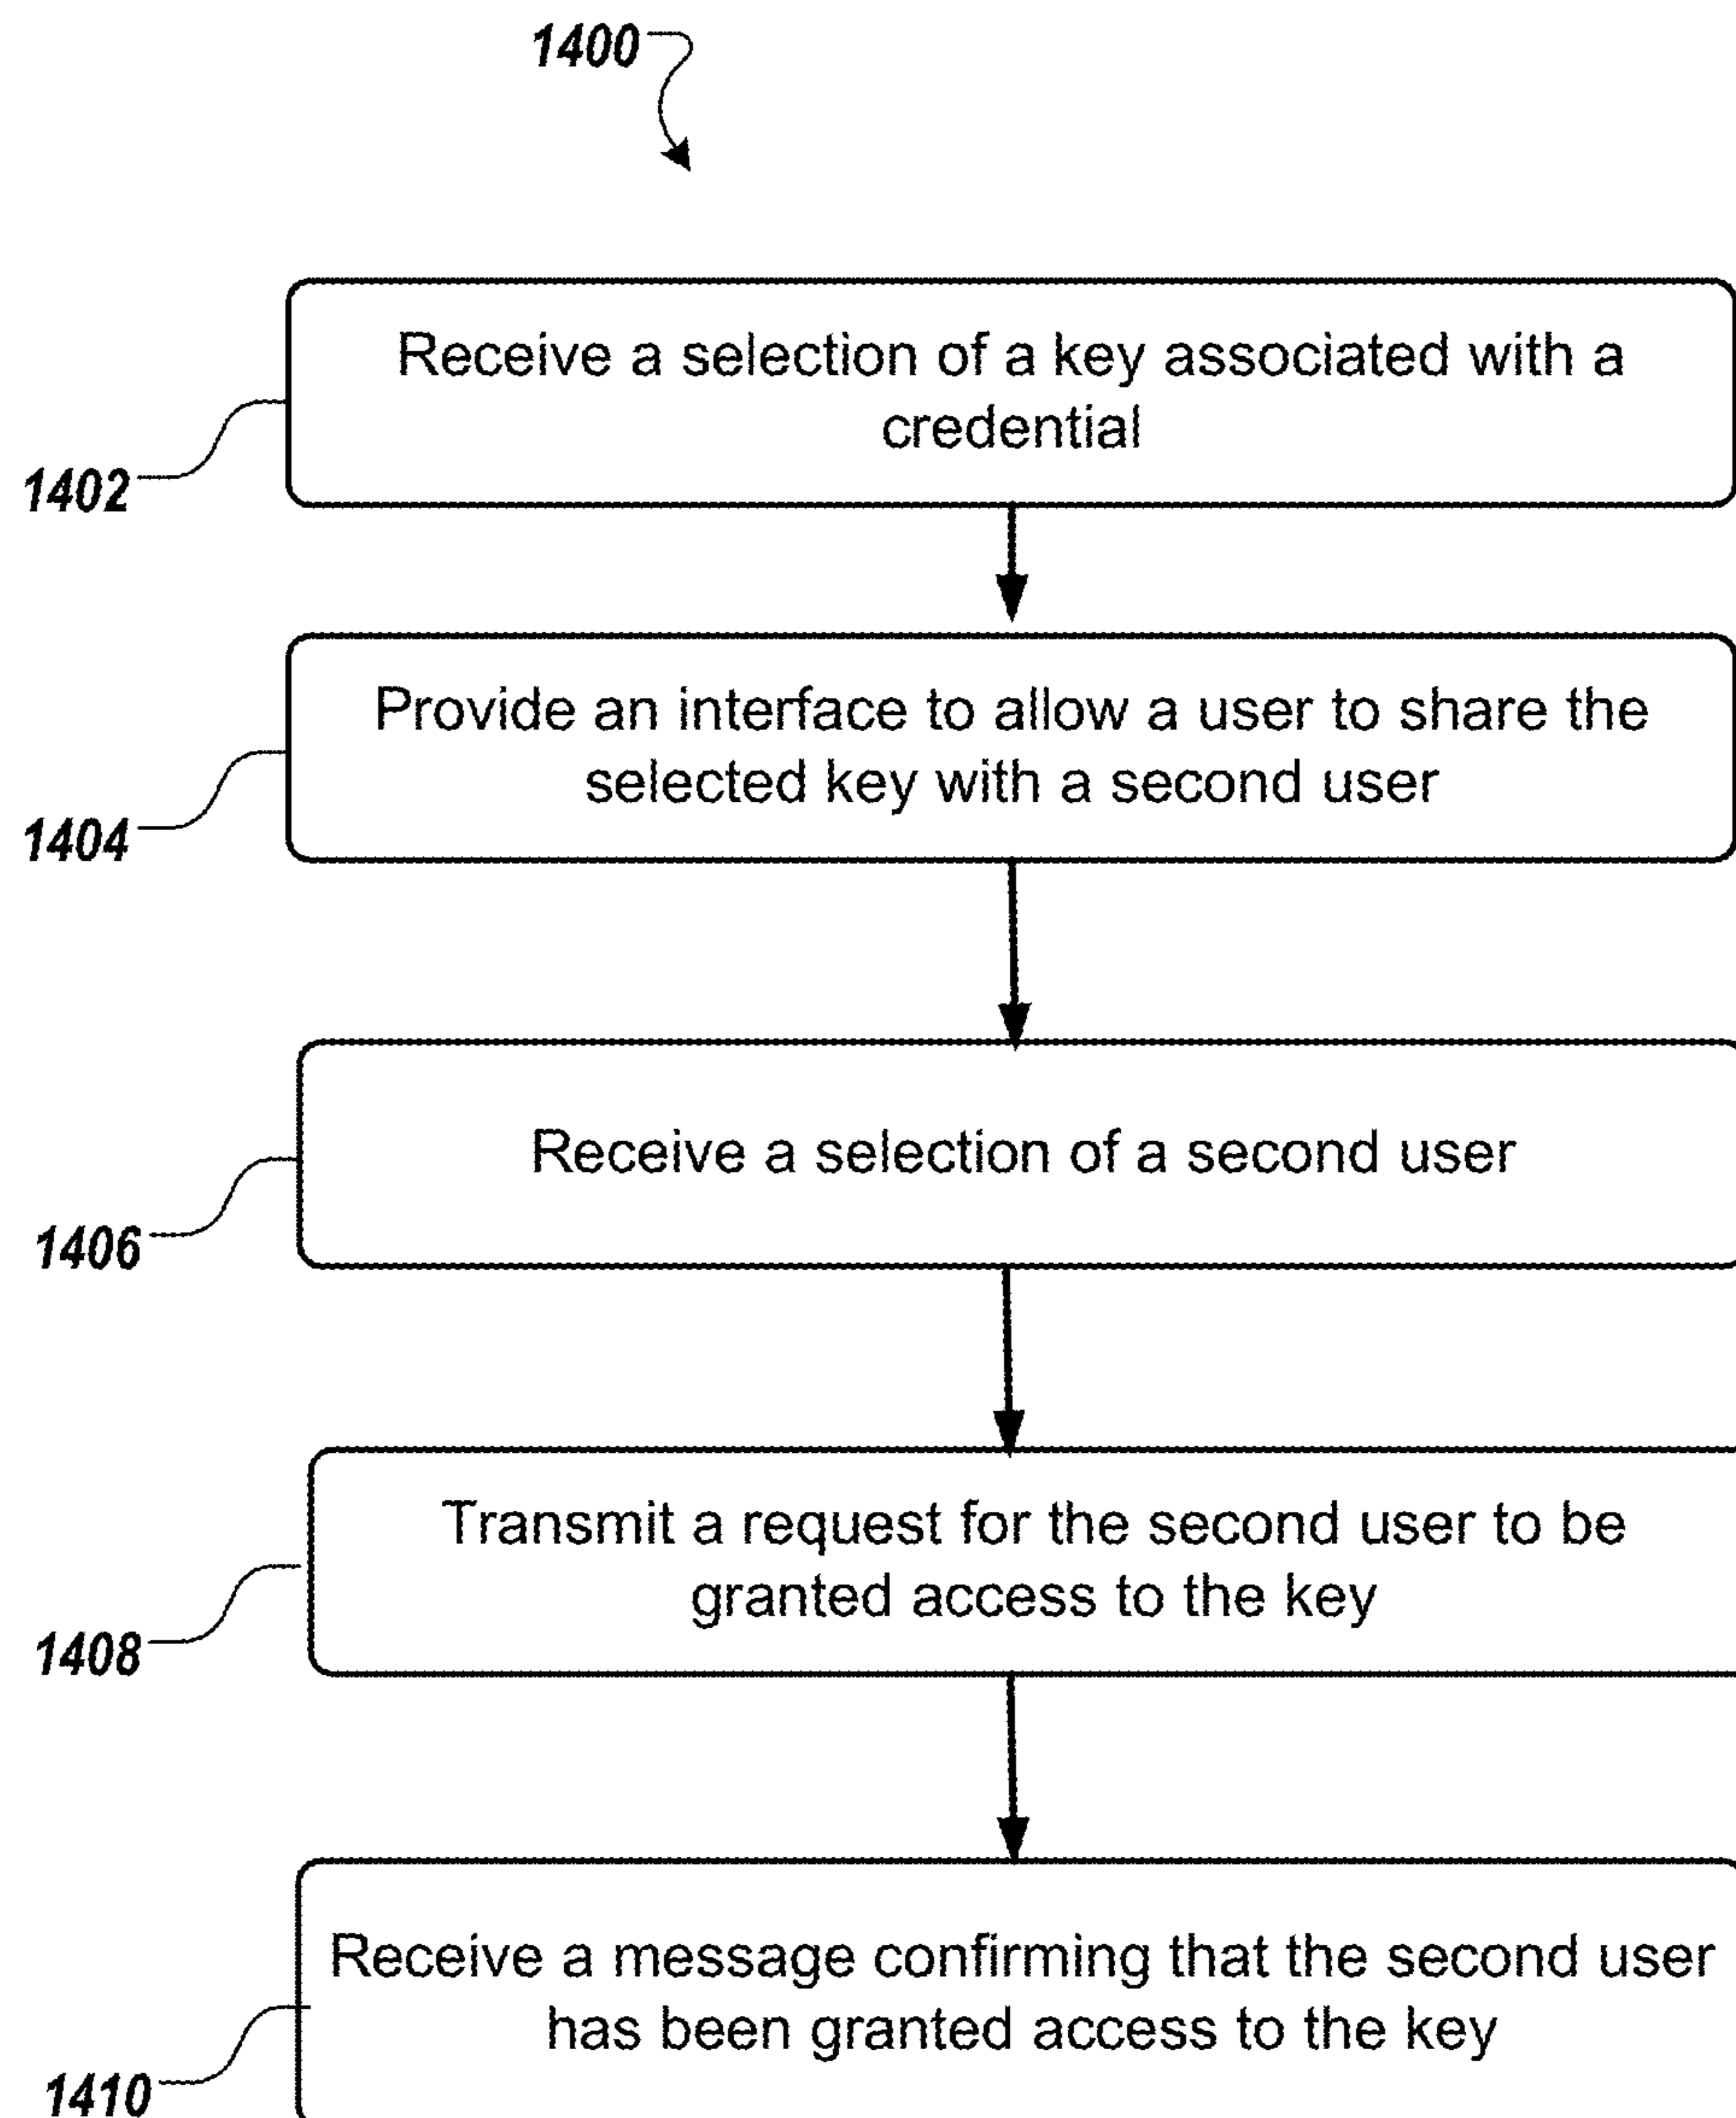 1400
Receive a selection of a key associated with a
credential
1402
Provide an interface to allow a user to share the
selected key with a second user
1404
Receive a selection of a second user
1406
Transmit a request for the second user to be
granted access to the key
1408
Receive a message confirming that the second user
has been granted access to the key
1410